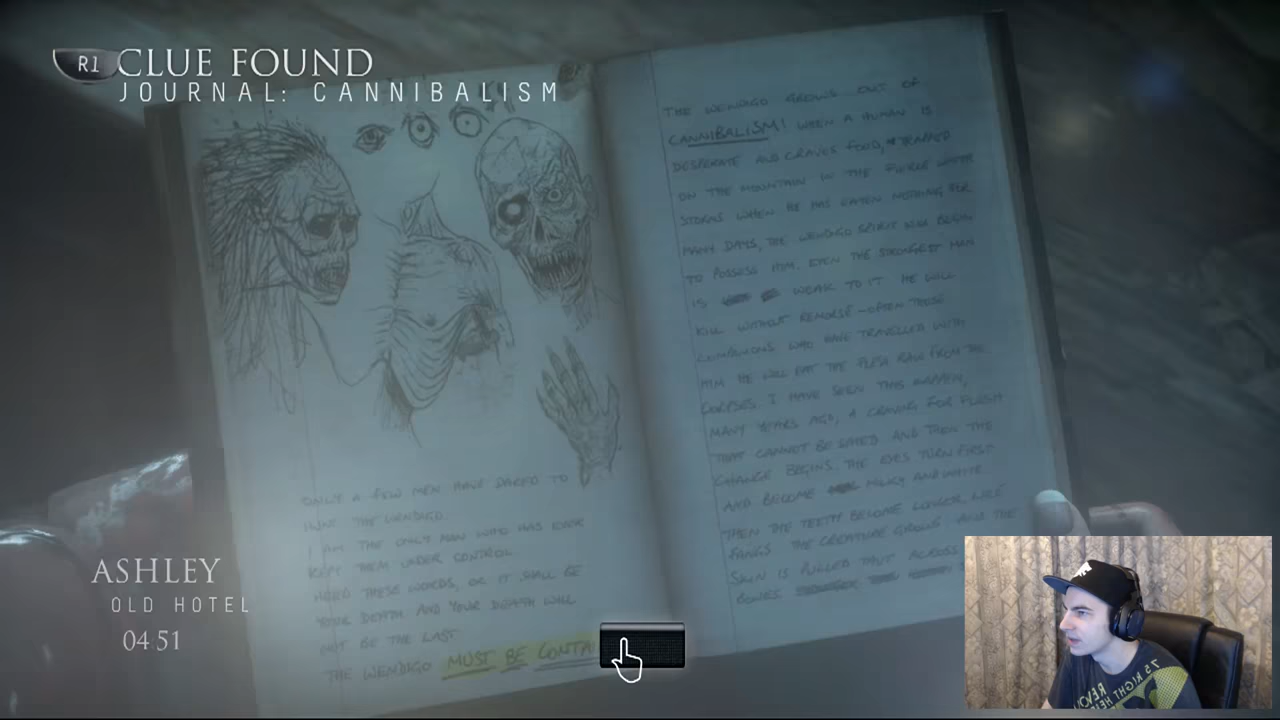 R1 CLUE FOUND
JOURNAL: CANNIBALISM
ONLY A FEW MEN HAVE DARED TO
HUNT THE WENDIGO.
I AM THE ONLY MAN WHO HAS EVER
KEPT THEM UNDER CONTROL
HEED THESE WORDS, OR IT SHALL BE
YOUR DEATH AND YOUR DEATH WILL
NOT BE THE LAST.
THE WENDIGO MUST BE
THE WENDIGO GROWS OUT OF
CANNIBALISM! WHEN A HUMAN IS
DESPERATE AND CRAVES FOOD, TRAPPED
ON THE MOUNTAIN IN THE FIERCE WINTER
STORMS WHEN HE HAS EATEN NOTHING FOR
MANY DAYS, THE WENDIGO SPIRIT WILL BEGIN
TO POSSESS HIM. EVEN THE STRONGEST MAN
IS WEAK TO IT HE WILL
KILL WITHOUT REMORSE - OFTEN THOSE
COMPANIONS WHO HAVE TRAVELLED WITH
HIM HE WILL EAT THE FLESH RAW FROM THE
CORPSES. I HAVE SEEN THIS HAPPEN,
MANY YEARS AGO, A CRAVING FOR FLESH
THAT CANNOT BE SATED AND THEN THE
CHANGE BEGINS. THE EYES TURN FIRST
AND BECOME MILKY AND WHITE
THEN THE TEETH BECOME LONGER, LIKE
FANGS THE CREATURE GROWS AND THE
SKIN IS PULLED TAUT ACROSS
BONES
ASHLEY
OLD HOTEL
04:51